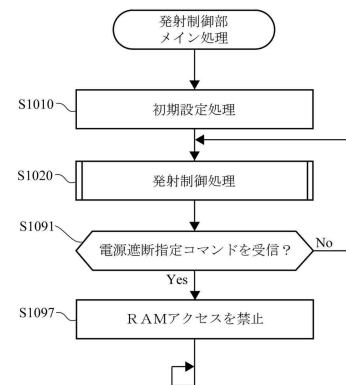 発射制御部
メイン処理
S1010
初期設定処理
S1020
発射制御処理
S1091
電源遮断指定コマンドを受信？
No
Yes
S1097
ＲＡＭアクセスを禁止